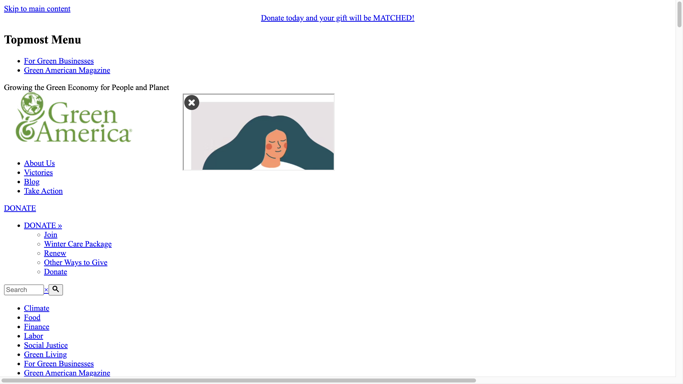 Skip to main content
Donate today and your gift will be MATCHED!
Topmost Menu
For Green Businesses
Green American Magazine
Growing the Green Economy for People and Planet
Green
America
About Us
Victories
Blog
Take Action
DONATE
DONATE »
Join
Winter Care Package
Renew
Other Ways to Give
Donate
Search ×
Climate
Food
Finance
Labor
Social Justice
Green Living
For Green Businesses
Green American Magazine